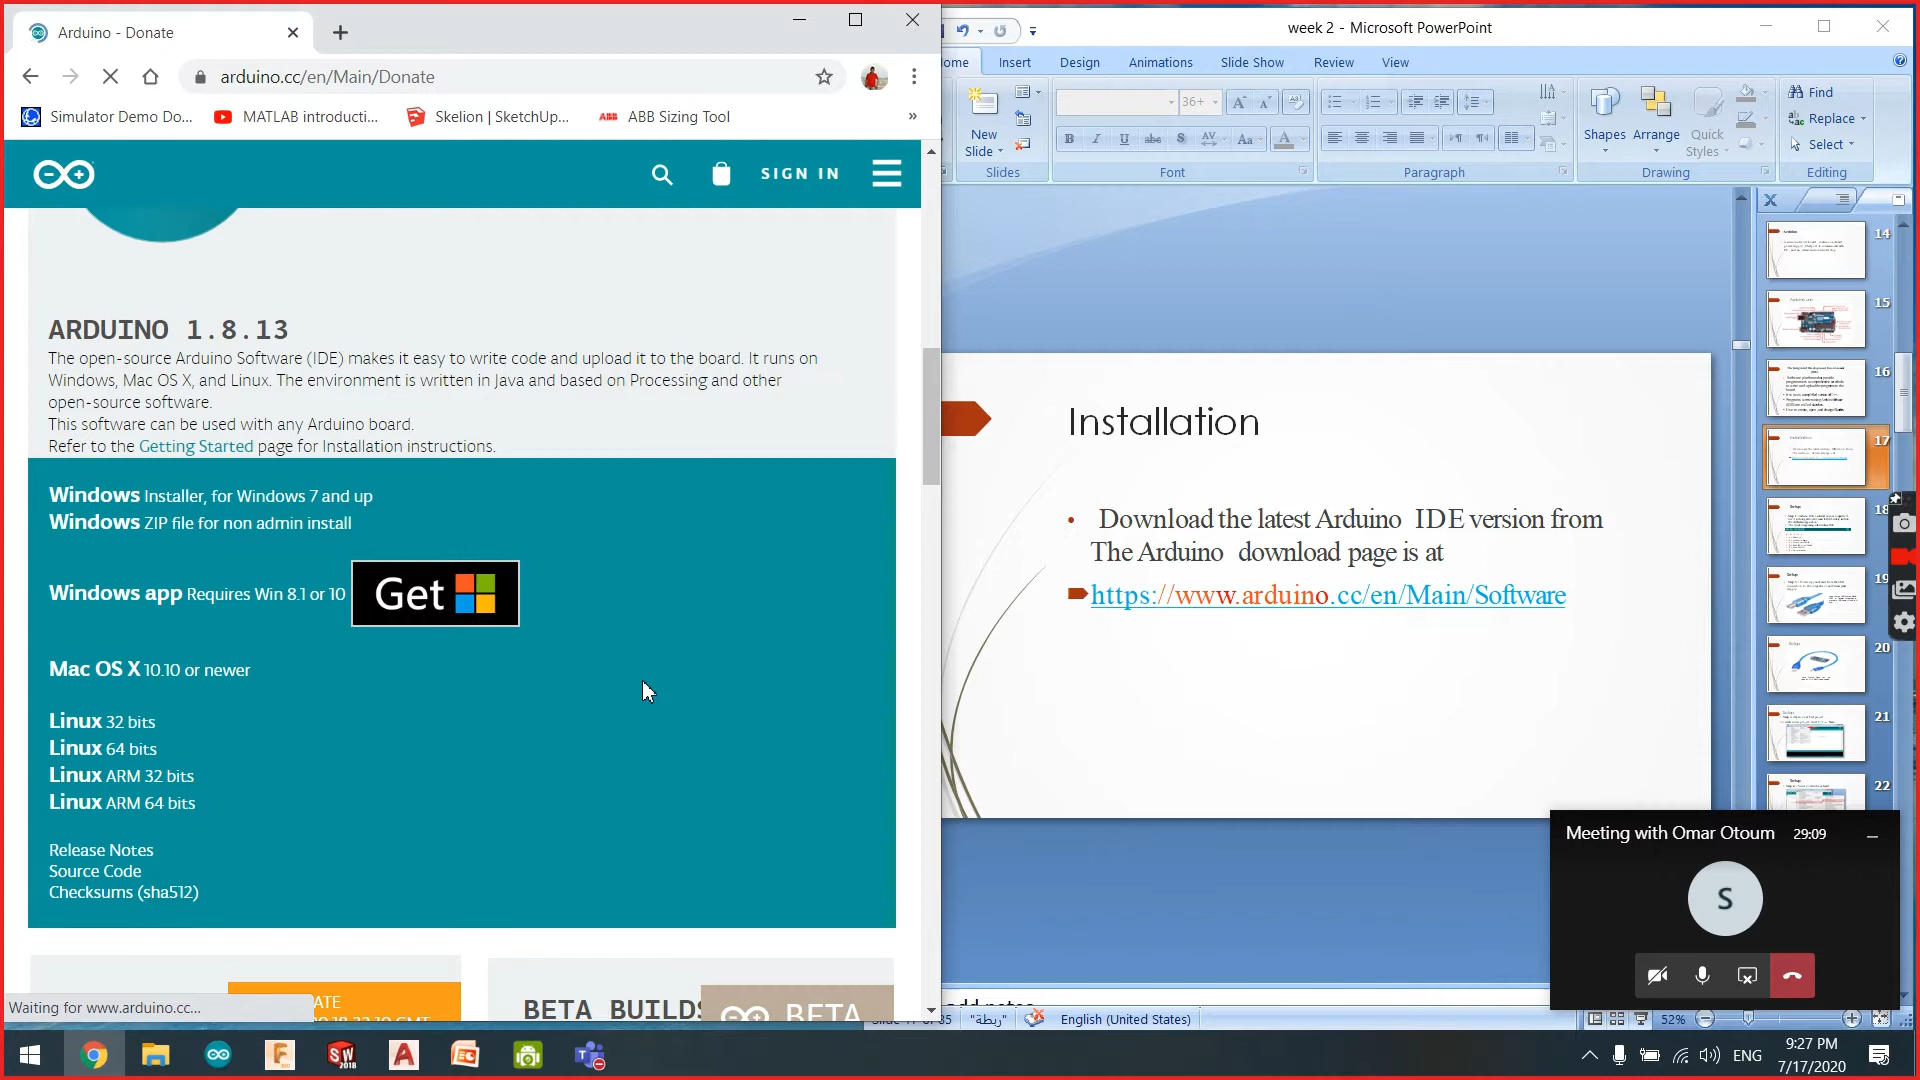 Arduino - Donate
arduino.cc/en/Main/Donate
Simulator Demo Do...
MATLAB introducti...
Skelion | SketchUp...
ABB ABB Sizing Tool
»
SIGN IN
ARDUINO 1.8.13
The open-source Arduino Software (IDE) makes it easy to write code and upload it to the board. It runs on
Windows, Mac OS X, and Linux. The environment is written in Java and based on Processing and other
open-source software.
This software can be used with any Arduino board.
Refer to the Getting Started page for Installation instructions.
Windows Installer, for Windows 7 and up
Windows ZIP file for non admin install
Windows app Requires Win 8.1 or 10 Get
Mac OS X 10.10 or newer
Linux 32 bits
Linux 64 bits
Linux ARM 32 bits
Linux ARM 64 bits
Release Notes
Source Code
Checksums (sha512)
BETA BUILDS
BETA
Waiting for www.arduino.cc...
week 2 - Microsoft PowerPoint
Insert
Design
Animations
Slide Show
Review
View
New
Slide
Slides
36+
Font
Paragraph
Shapes
Arrange
Quick
Styles
Drawing
Find
Replace
Select
Editing
Installation
• Download the latest Arduino IDE version from
The Arduino download page is at
https://www.arduino.cc/en/Main/Software
14
15
16
17
18
19
20
21
22
Meeting with Omar Otoum 29:09
S
"ربطة"
English (United States)
52%
ENG
9:27 PM
7/17/2020